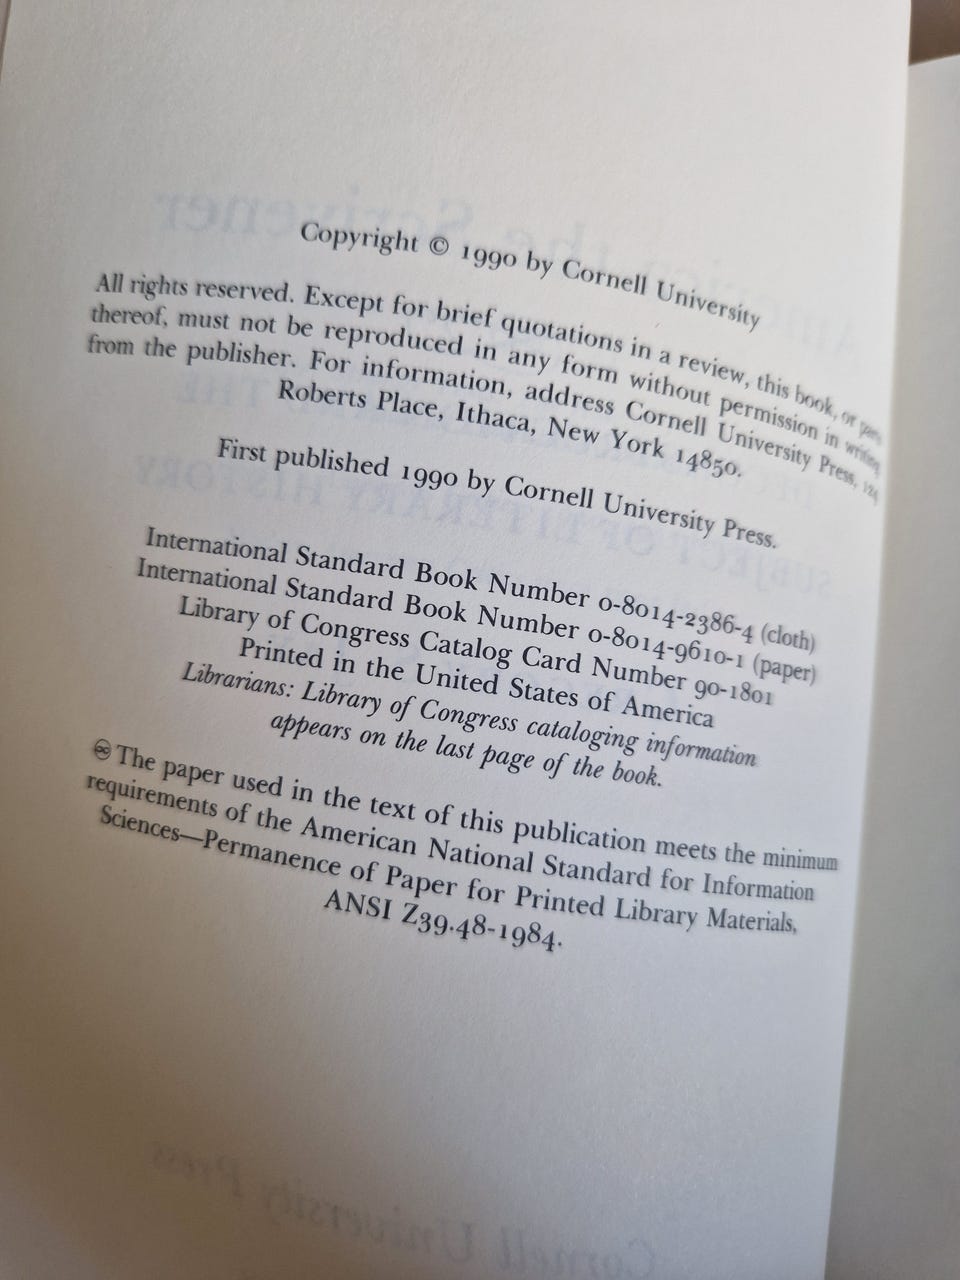 Copyright © 1990 by Cornell University
All rights reserved. Except for brief quotations in a review, this book, or parts
thereof, must not be reproduced in any form without permission in writing
from the publisher. For information, address Cornell University Press, 124
Roberts Place, Ithaca, New York 14850.
First published 1990 by Cornell University Press.
International Standard Book Number 0-8014-2386-4 (cloth)
International Standard Book Number 0-8014-9610-1 (paper)
Library of Congress Catalog Card Number 90-1801
Printed in the United States of America
Librarians: Library of Congress cataloging information
appears on the last page of the book.
♾ The paper used in the text of this publication meets the minimum
requirements of the American National Standard for Information
Sciences—Permanence of Paper for Printed Library Materials,
ANSI Z39.48-1984.